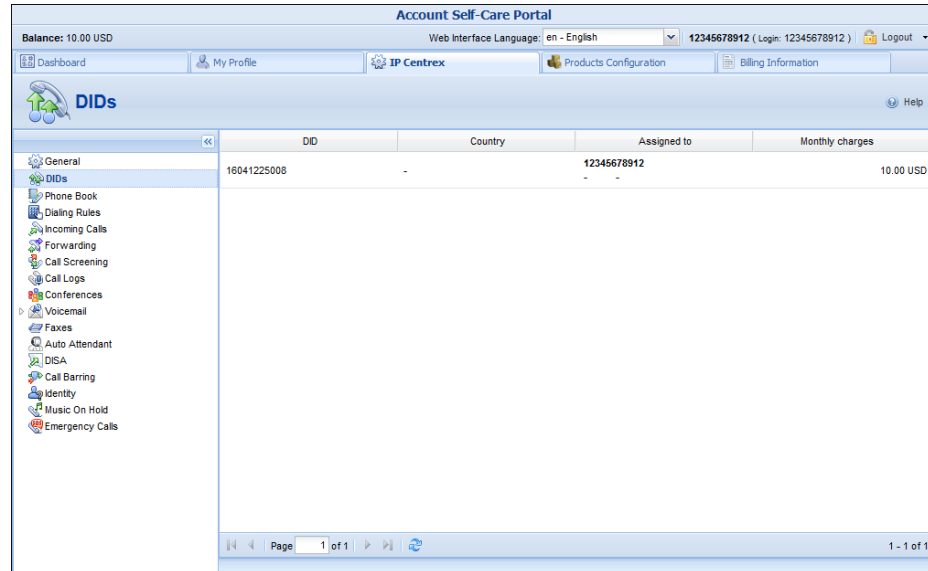 Account Self-Care Portal
Balance: 10.00 USD Web Interface Language: en - English 12345678912 ( Login: 12345678912 ) Logout
Dashboard My Profile IP Centrex Products Configuration Billing Information
DIDs Help
DID Country Assigned to Monthly charges
16041225008 - 12345678912 10.00 USD
- -
General
DIDs
Phone Book
Dialing Rules
Incoming Calls
Forwarding
Call Screening
Call Logs
Conferences
Voicemail
Faxes
Auto Attendant
DISA
Call Barring
Identity
Music On Hold
Emergency Calls
Page 1 of 1 1 - 1 of 1